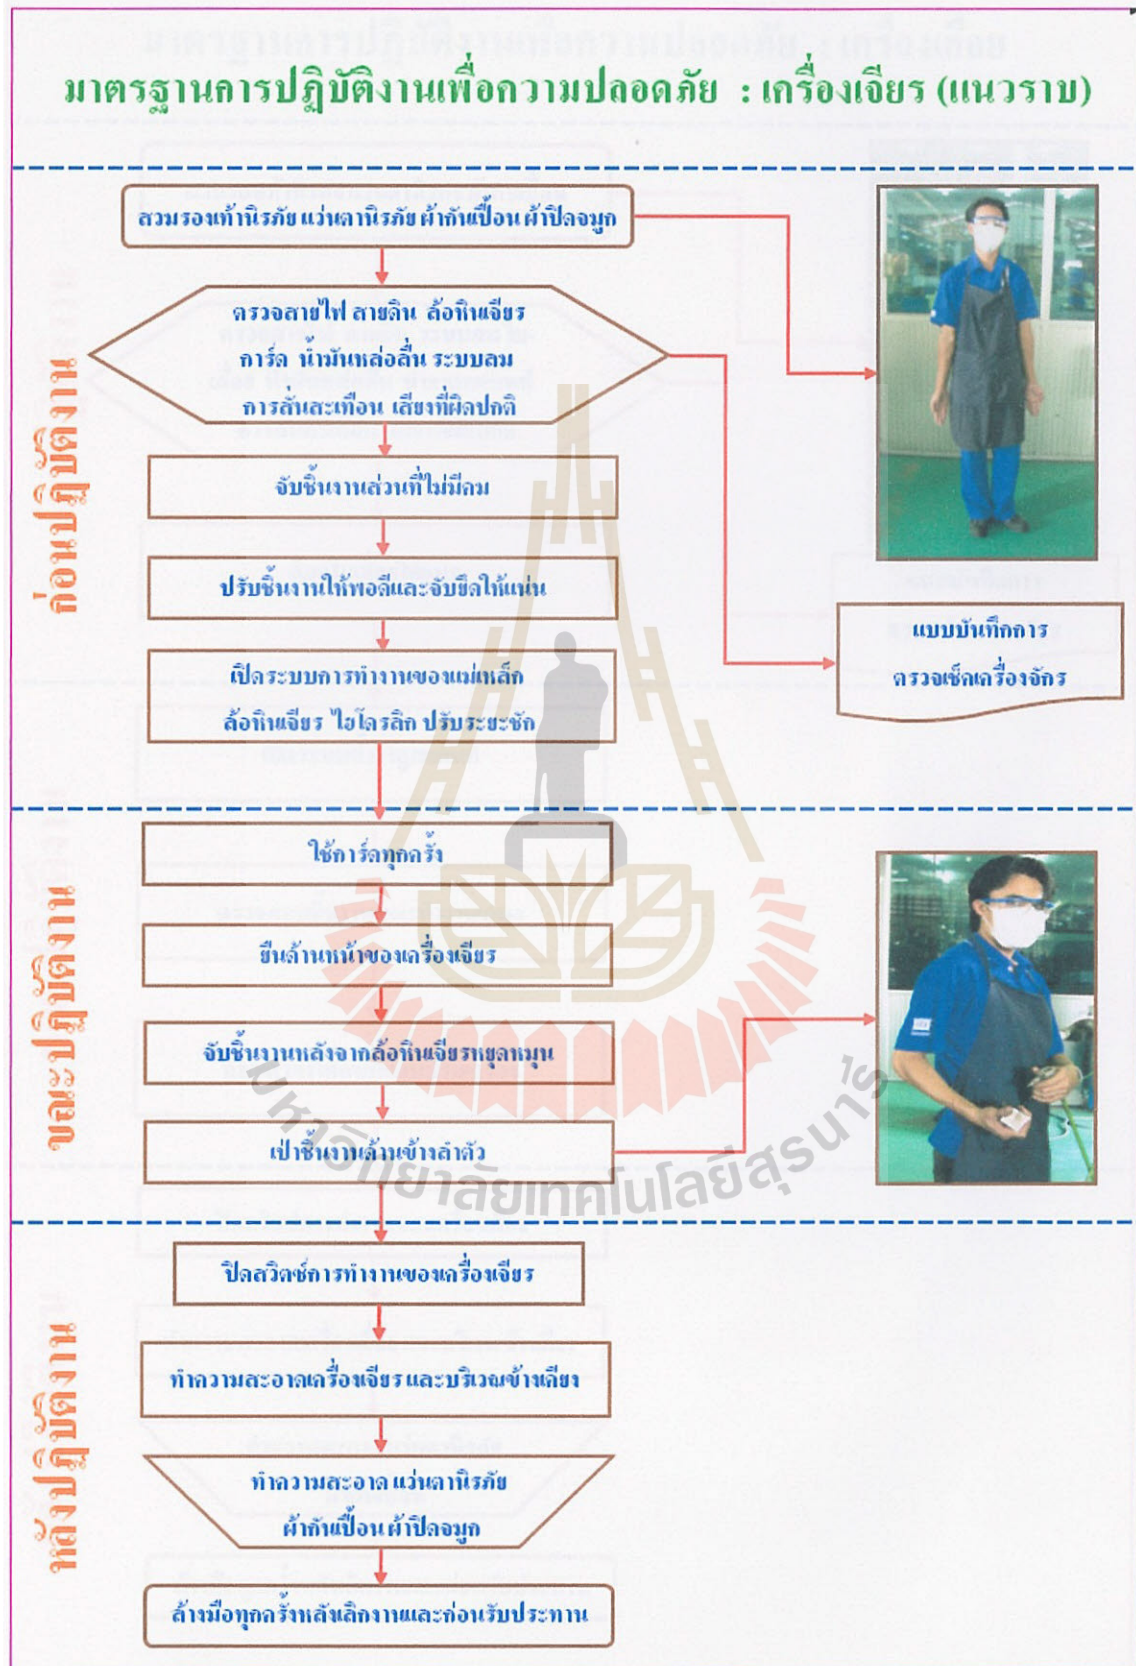 มาตรฐานการปฏิบัติงานเพื่อความปลอดภัย : เครื่องเจียร (แนวราบ)
ก่อนปฏิบัติงาน
สวมรองเท้านิรภัย แว่นตานิรภัย ผ้ากันเปื้อน ผ้าปิดจมูก
ตรวจสายไฟ สายดิน ล้อหินเจียร
การ์ด น้ำมันหล่อลื่น ระบบลม
การสั่นสะเทือน เสียงที่ผิดปกติ
จับชิ้นงานส่วนที่ไม่มีคม
ปรับชิ้นงานให้พอดีและจับยึดให้แน่น
เปิดระบบการทำงานของแม่เหล็ก
ล้อหินเจียร ไฮโดรลิก ปรับระยะชัก
แบบบันทึกการ
ตรวจเช็คเครื่องจักร
ขณะปฏิบัติงาน
ใช้การ์ดทุกครั้ง
ยืนด้านหน้าของเครื่องเจียร
จับชิ้นงานหลังจากล้อหินเจียรหยุดหมุน
เป่าชิ้นงานด้านข้างลำตัว
มหาวิทยาลัยเทคโนโลยีสุรนารี
หลังปฏิบัติงาน
ปิดสวิตช์การทำงานของเครื่องเจียร
ทำความสะอาดเครื่องเจียร และบริเวณข้างเคียง
ทำความสะอาด แว่นตานิรภัย
ผ้ากันเปื้อน ผ้าปิดจมูก
ล้างมือทุกครั้งหลังเลิกงานและก่อนรับประทาน